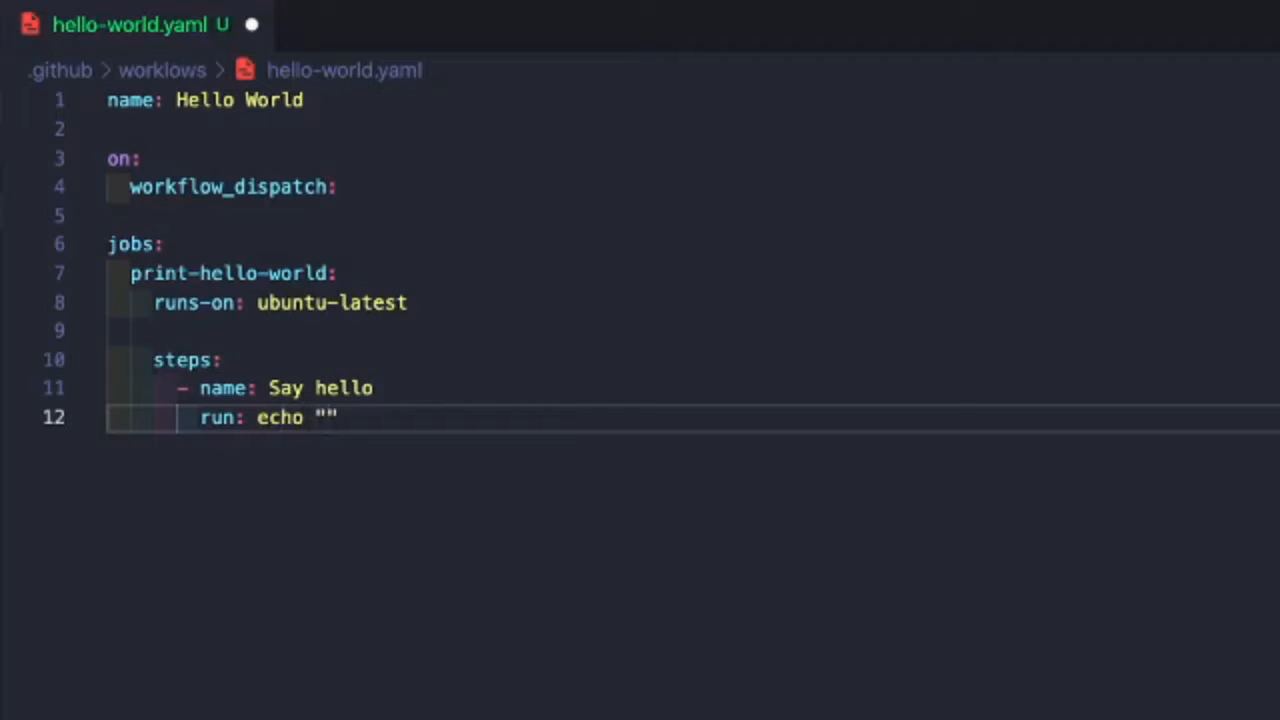 hello-world.yaml U
.github > worklows > hello-world.yaml
1 name: Hello World
2
3 on:
4 workflow_dispatch:
5
6 jobs:
7 print-hello-world:
8 runs-on: ubuntu-latest
9
10 steps:
11 - name: Say hello
12 run: echo ""